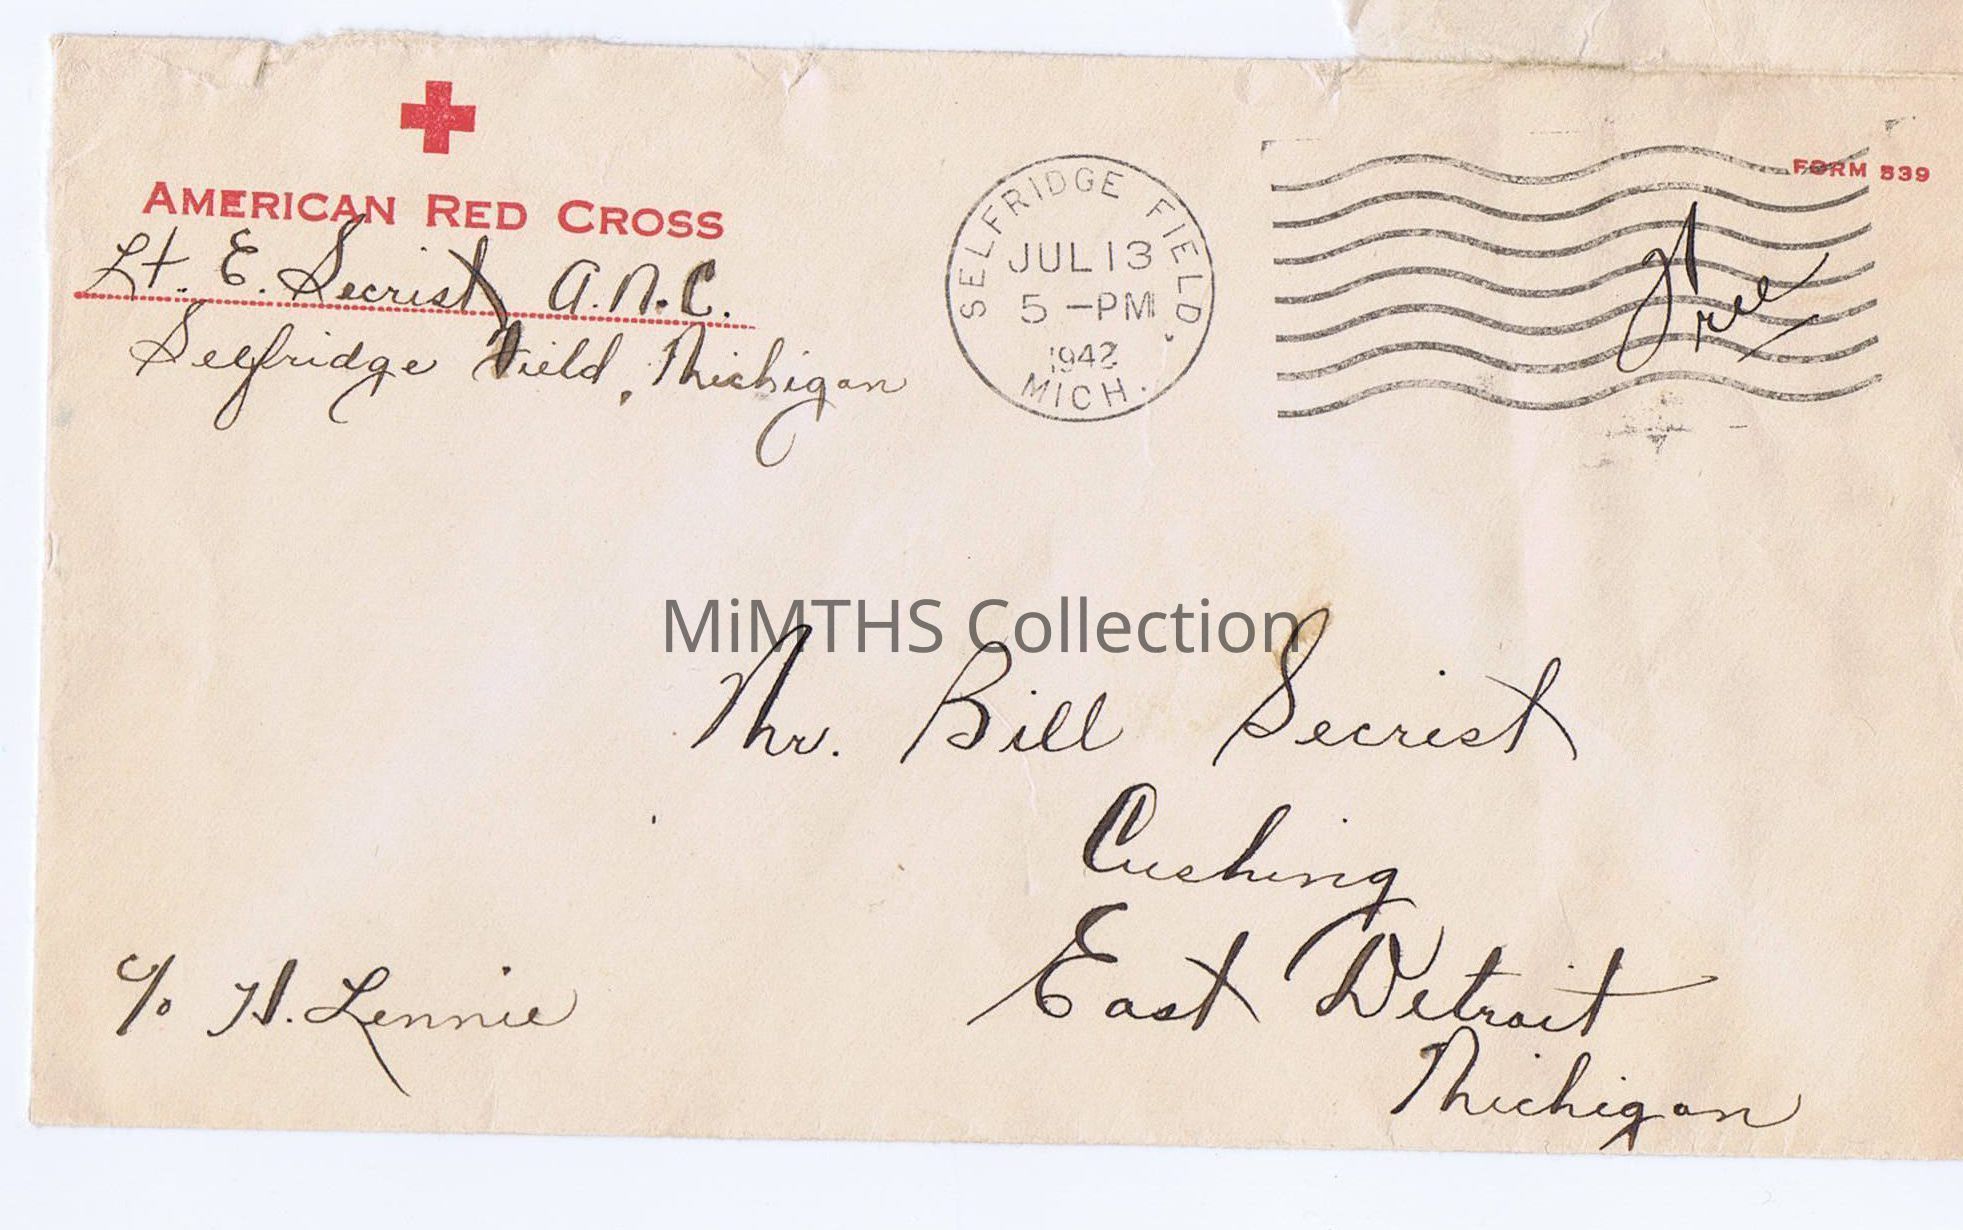 AMERICAN RED CROSS
Lt. E. Secrist A.N.C.
Selfridge Field, Michigan
SELFRIDGE FIELD,
JUL 13
5 -PM
1942
MICH.
FORM 539
Free
MiMTHS Collection
Mr. Bill Secrist
Cushing
East Detroit
Michigan
c/o H. Lennie